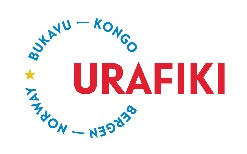 BUKAVU — KONGO
URAFIKI
BERGEN — NORWAY